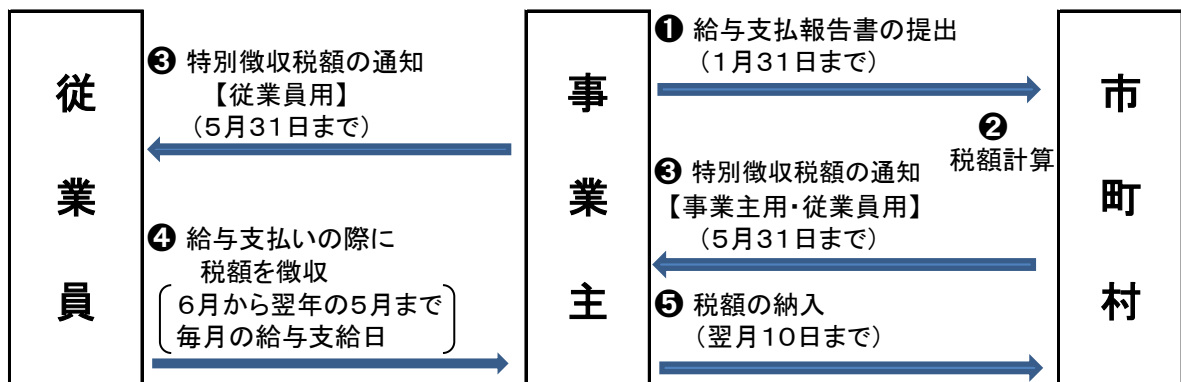 従業員
❸ 特別徴収税額の通知
【従業員用】
(5月31日まで)
❹ 給与支払いの際に
税額を徴収
6月から翌年の5月まで
毎月の給与支給日
事業主
❶ 給与支払報告書の提出
(1月31日まで)
❷
税額計算
❸ 特別徴収税額の通知
【事業主用・従業員用】
(5月31日まで)
❺ 税額の納入
(翌月10日まで)
市町村